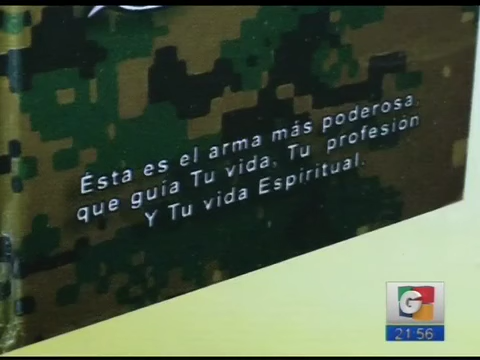 Ésta es el arma más poderosa,
que guía Tu vida, Tu profesión
Y Tu vida Espiritual.
G
21:56